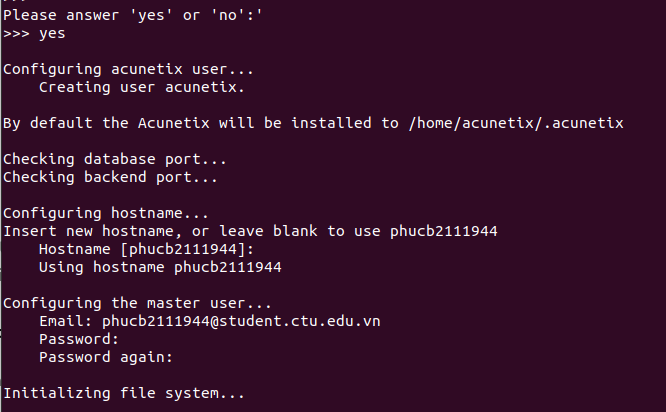 Please answer 'yes' or 'no':'
>>> yes
Configuring acunetix user...
Creating user acunetix.
By default the Acunetix will be installed to /home/acunetix/.acunetix
Checking database port...
Checking backend port...
Configuring hostname...
Insert new hostname, or leave blank to use phucb2111944
Hostname [phucb2111944]:
Using hostname phucb2111944
Configuring the master user...
Email: phucb2111944@student.ctu.edu.vn
Password:
Password again:
Initializing file system...